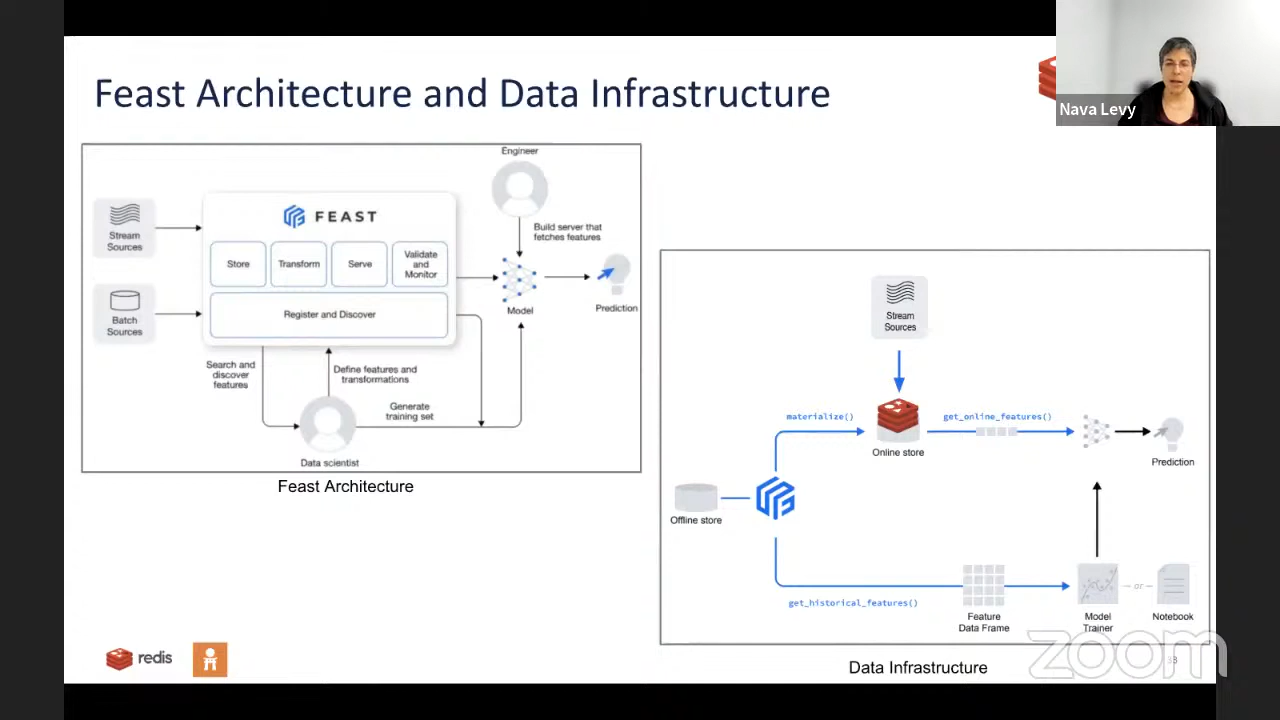 Feast Architecture and Data Infrastructure
Nava Levy
Engineer
Stream
Sources
FEAST
Build server that
fetches features
Store
Transform
Serve
Validate
and
Monitor
Batch
Sources
Register and Discover
Model
Prediction
Search and
discover
features
Define features and
transformations
Generate
training set
Data scientist
Feast Architecture
Stream
Sources
materialize()
get_online_features()
Online store
Prediction
Offline store
get_historical_features()
Feature
Data Frame
Model
Trainer
or
Notebook
Data Infrastructure
redis
zoom